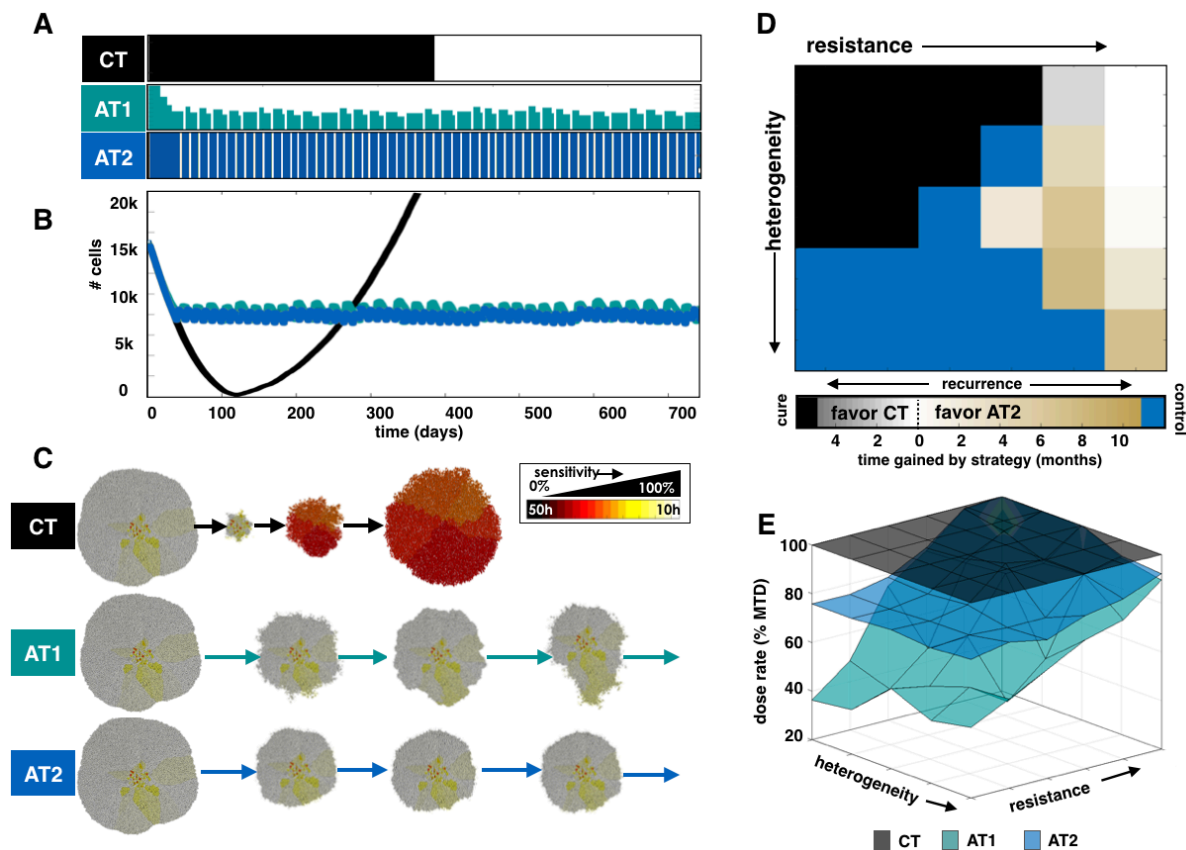 A
CT
AT1
AT2
B
# cells
20k
15k
10k
5k
0
0 100 200 300 400 500 600 700
time (days)
C
sensitivity
0% 100%
50h 10h
CT
AT1
AT2
D
resistance
heterogeneity
recurrence
cure
favor CT favor AT2
control
4 2 0 2 4 6 8 10
time gained by strategy (months)
E
dose rate (% MTD)
100
80
60
40
20
heterogeneity
resistance
CT AT1 AT2